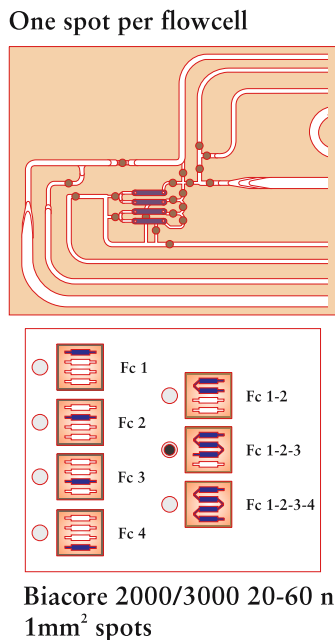 One spot per flowcell
Fc 1
Fc 2
Fc 3
Fc 4
Fc 1-2
Fc 1-2-3
Fc 1-2-3-4
Biacore 2000/3000 20-60 n
1mm² spots